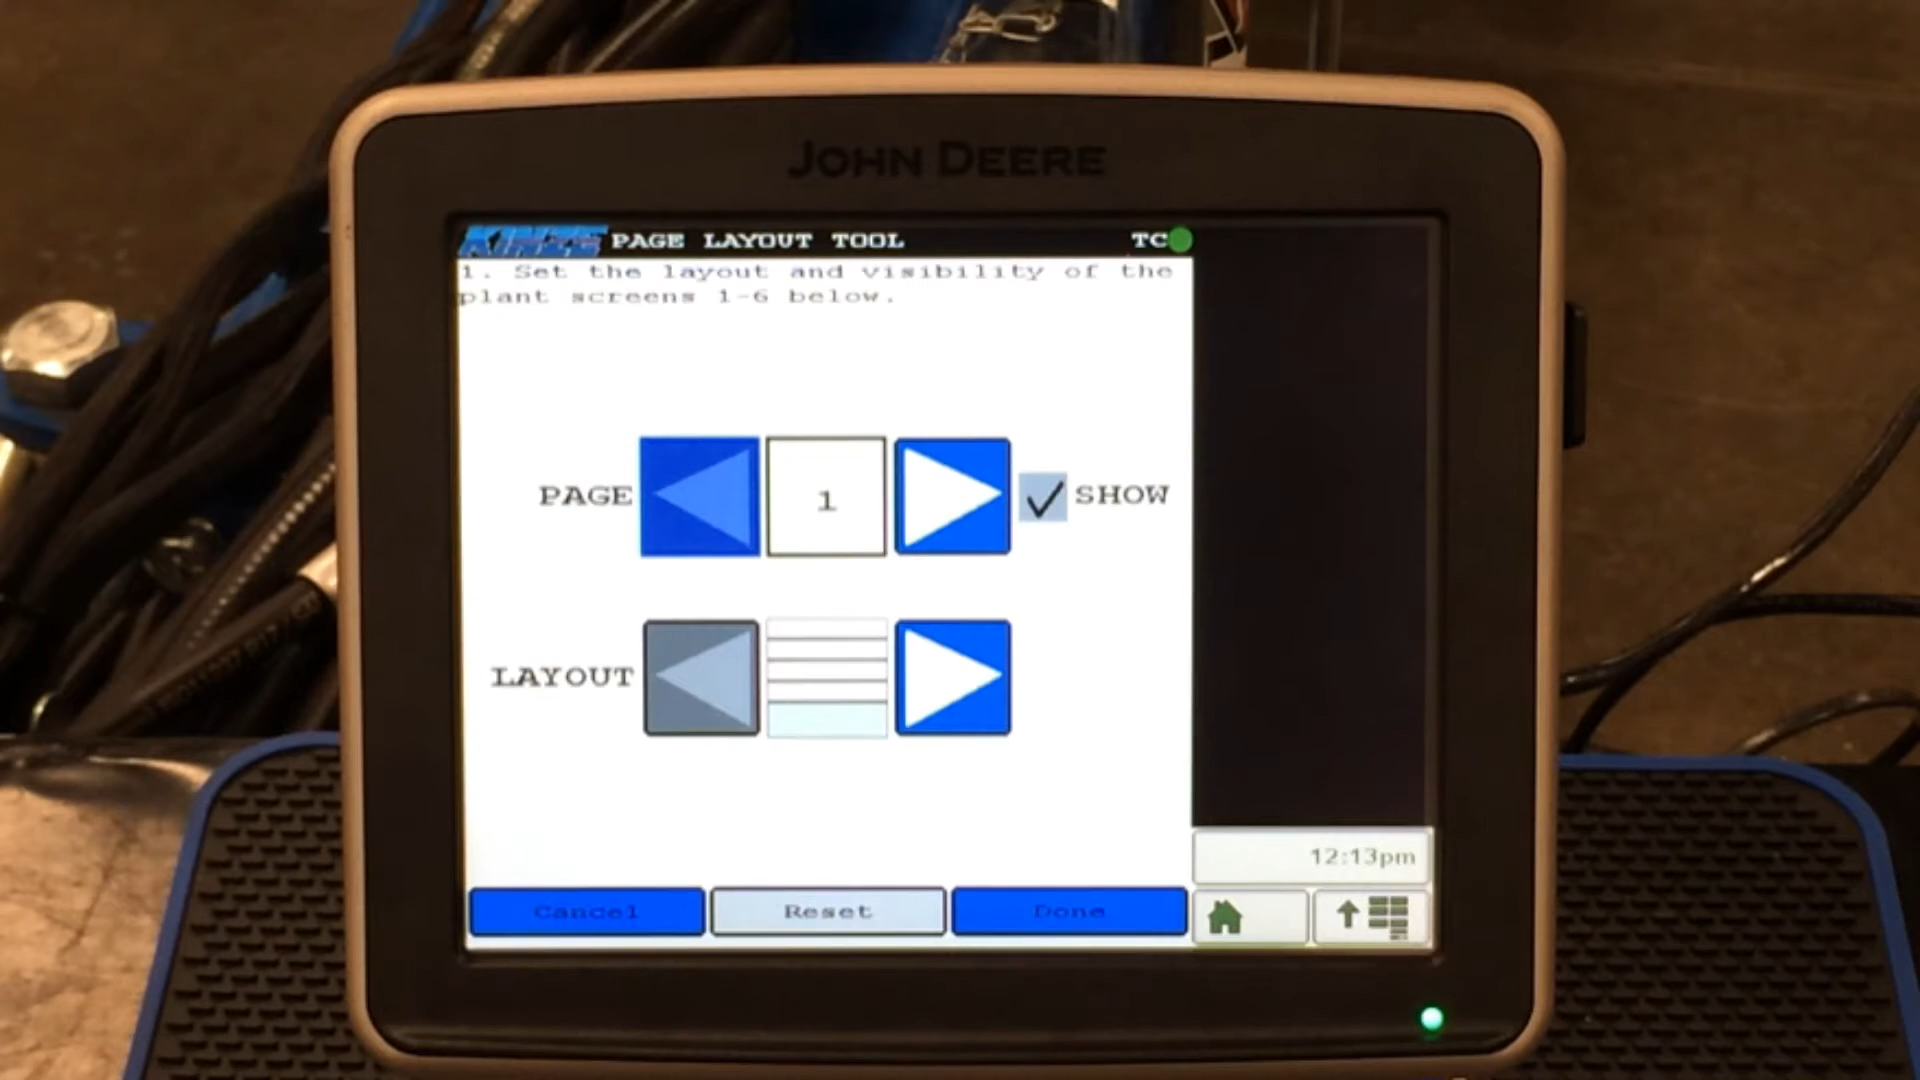 JOHN DEERE
KINZE PAGE LAYOUT TOOL TC
1. Set the layout and visibility of the
plant screens 1-6 below.
PAGE 1 SHOW
LAYOUT
12:13pm
Cancel Reset Done